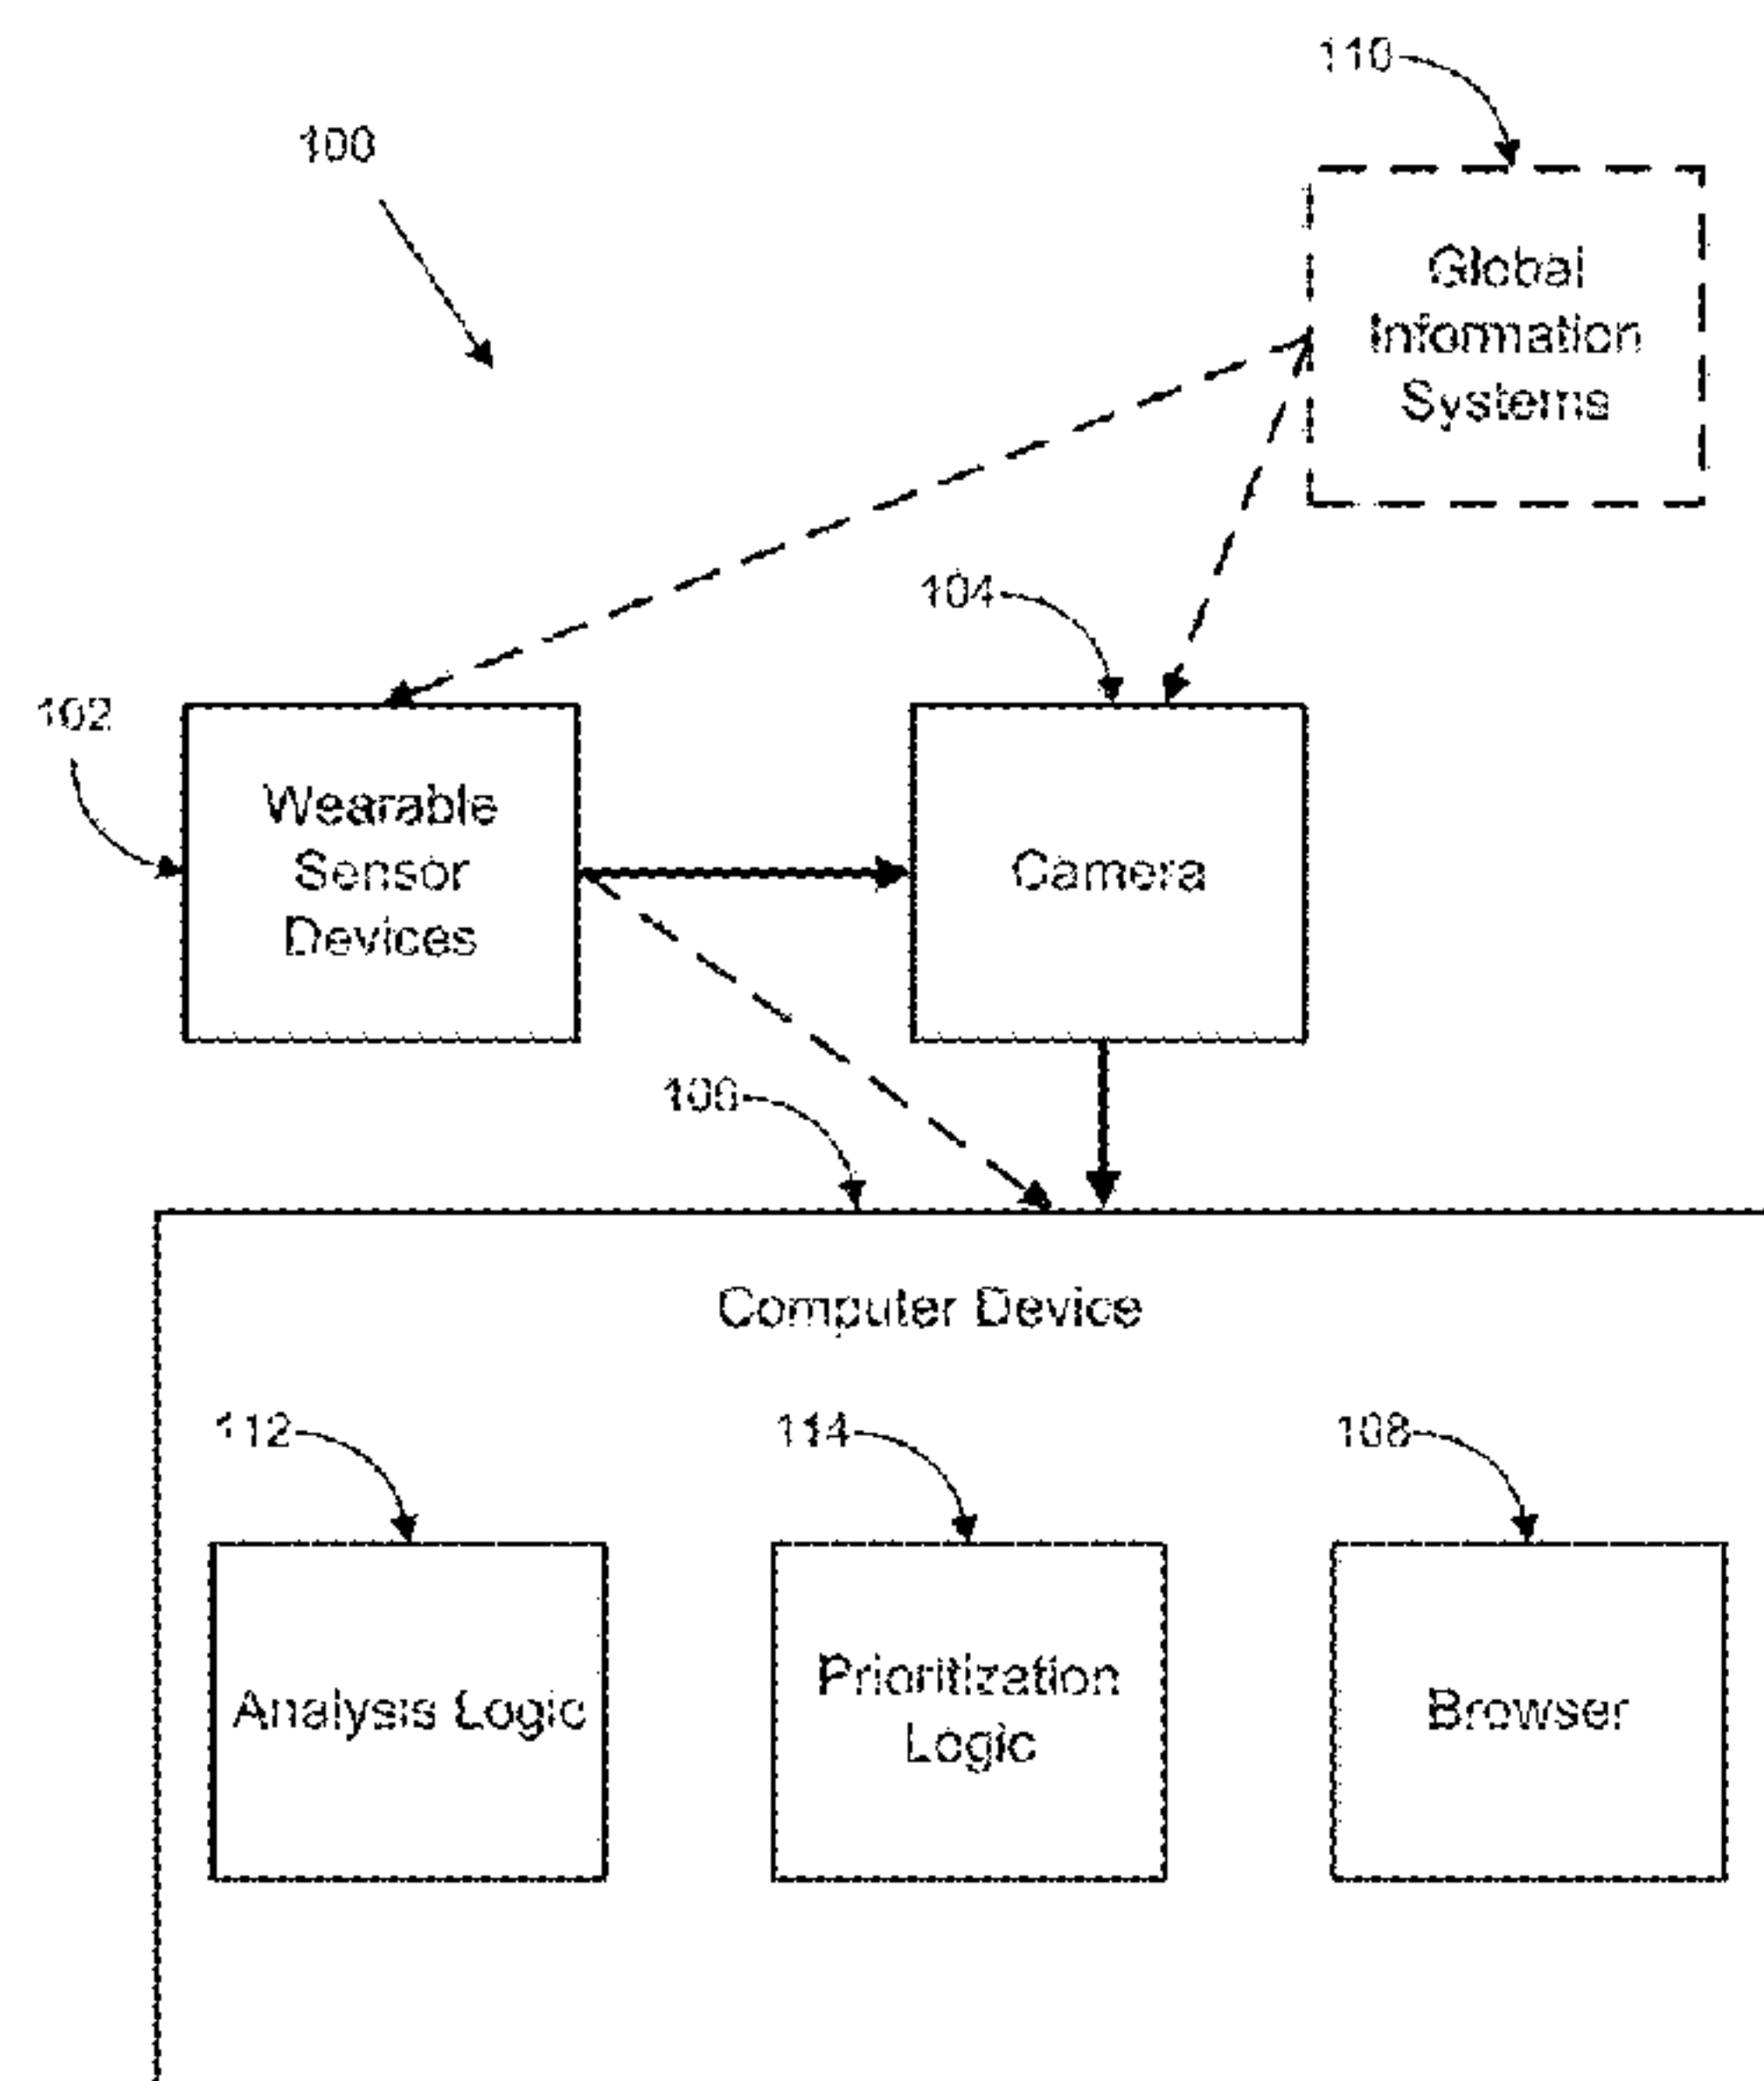 110
100
Global
Information
Systems
104
102
Wearable
Sensor
Devices
Camera
106
Computer Device
112
114
108
Analysis Logic
Prioritization
Logic
Browser